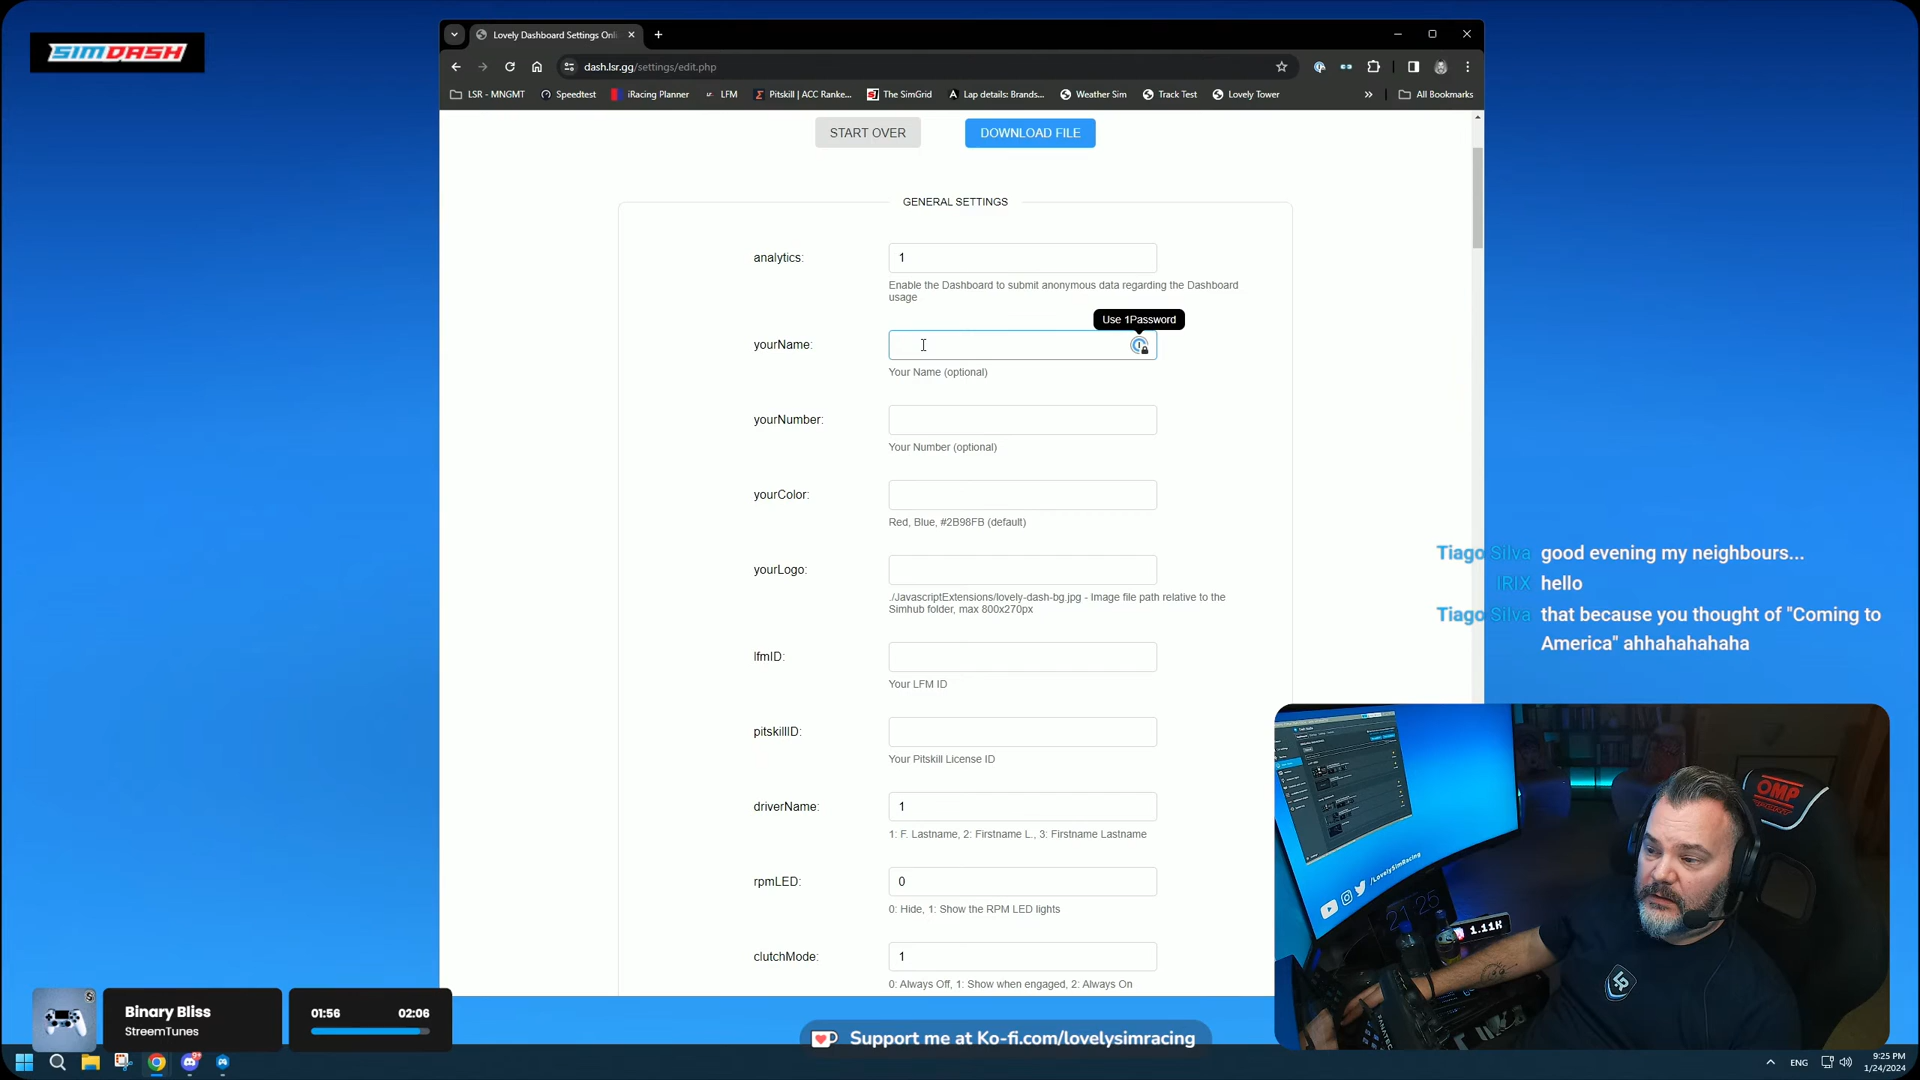 SIMDASH
Lovely Dashboard Settings Onli
dash.lsr.gg/settings/edit.php
LSR - MNGMT
Speedtest
iRacing Planner
LFM
Pitskill | ACC Ranke...
The SimGrid
Lap details: Brands...
Weather Sim
Track Test
Lovely Tower
»
All Bookmarks
START OVER
DOWNLOAD FILE
GENERAL SETTINGS
analytics:
1
Enable the Dashboard to submit anonymous data regarding the Dashboard
usage
Use 1Password
yourName:
Your Name (optional)
yourNumber:
Your Number (optional)
yourColor:
Red, Blue, #2B98FB (default)
yourLogo:
./JavascriptExtensions/lovely-dash-bg.jpg - Image file path relative to the
Simhub folder, max 800x270px
lfmID:
Your LFM ID
pitskillID:
Your Pitskill License ID
driverName:
1
1: F. Lastname, 2: Firstname L., 3: Firstname Lastname
rpmLED:
0
0: Hide, 1: Show the RPM LED lights
clutchMode:
1
0: Always Off, 1: Show when engaged, 2: Always On
Tiago Silva good evening my neighbours...
IRIX hello
Tiago Silva that because you thought of "Coming to
America" ahhahahahaha
OMP
/LovelySimRacing
21 25
1.11K
FANATEC
Binary Bliss
StreemTunes
01:56
02:06
Support me at Ko-fi.com/lovelysimracing
ENG
9:25 PM
1/24/2024